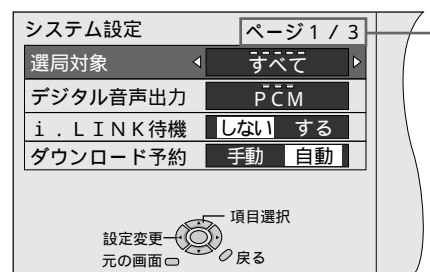 システム設定 ページ1 / 3
選局対象 すべて
デジタル音声出力 PCM
i.LINK待機 しない する
ダウンロード予約 手動 自動
項目選択
設定変更
元の画面 戻る